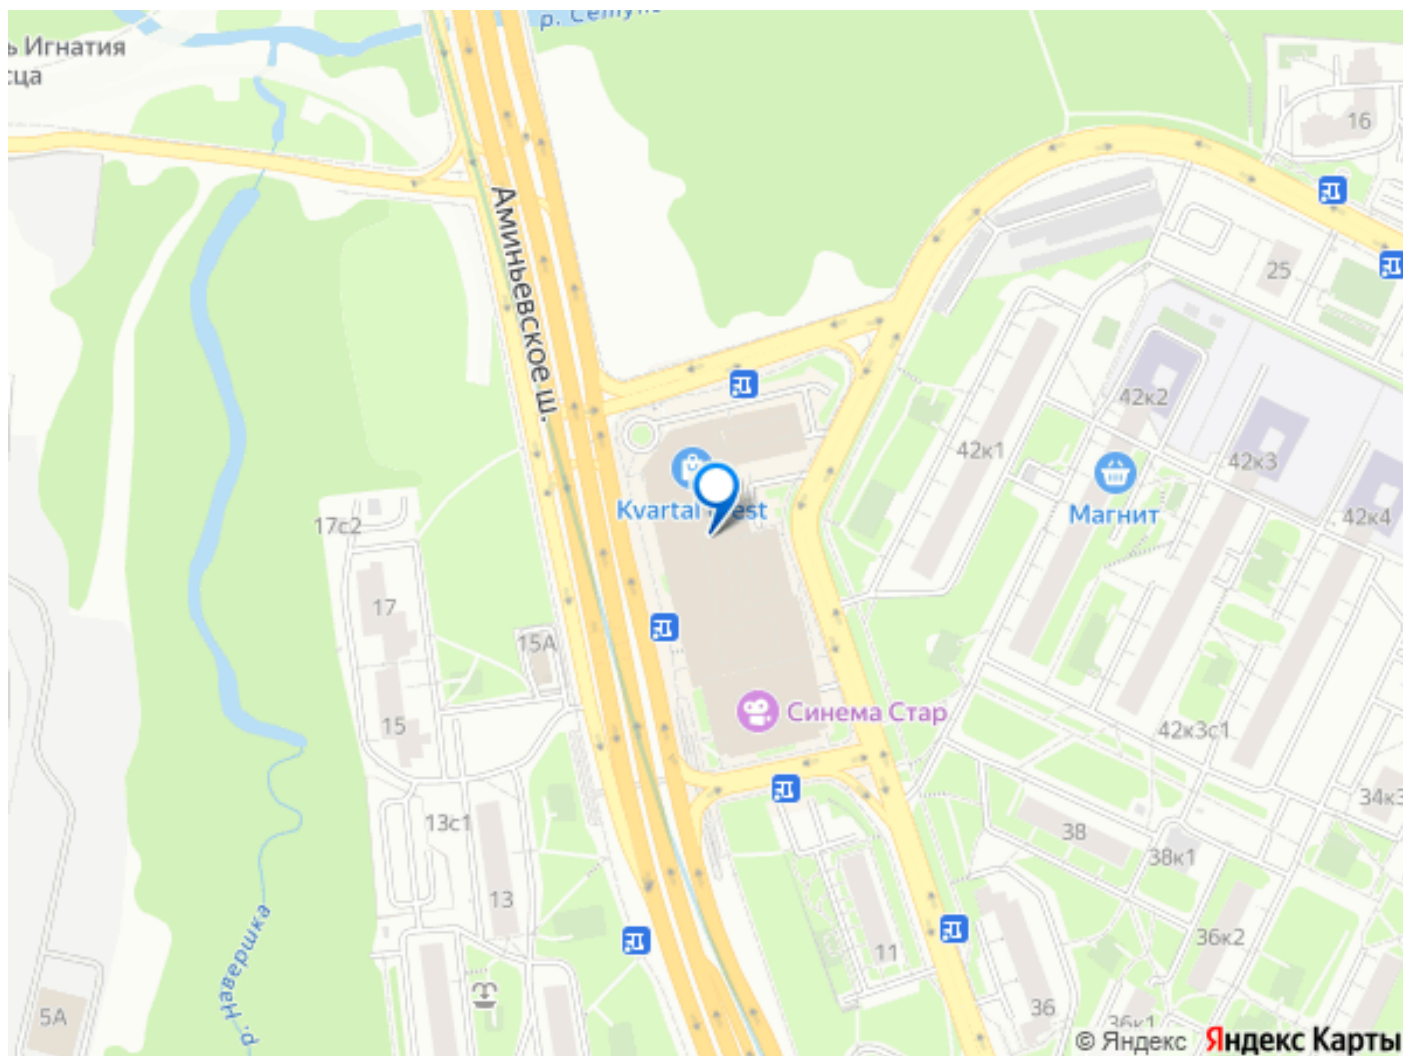 р. Сетунь
ь Игнатия
сца
16
Аминьевское ш.
25
42к2
42к1
42к3
Kvartal West
Магнит
42к4
17с2
17
15А
15
Синема Стар
42к3с1
34к3
13с1
38
38к1
13
р. Навершка
36к2
11
36
5А
36к1
© Яндекс Яндекс Карты